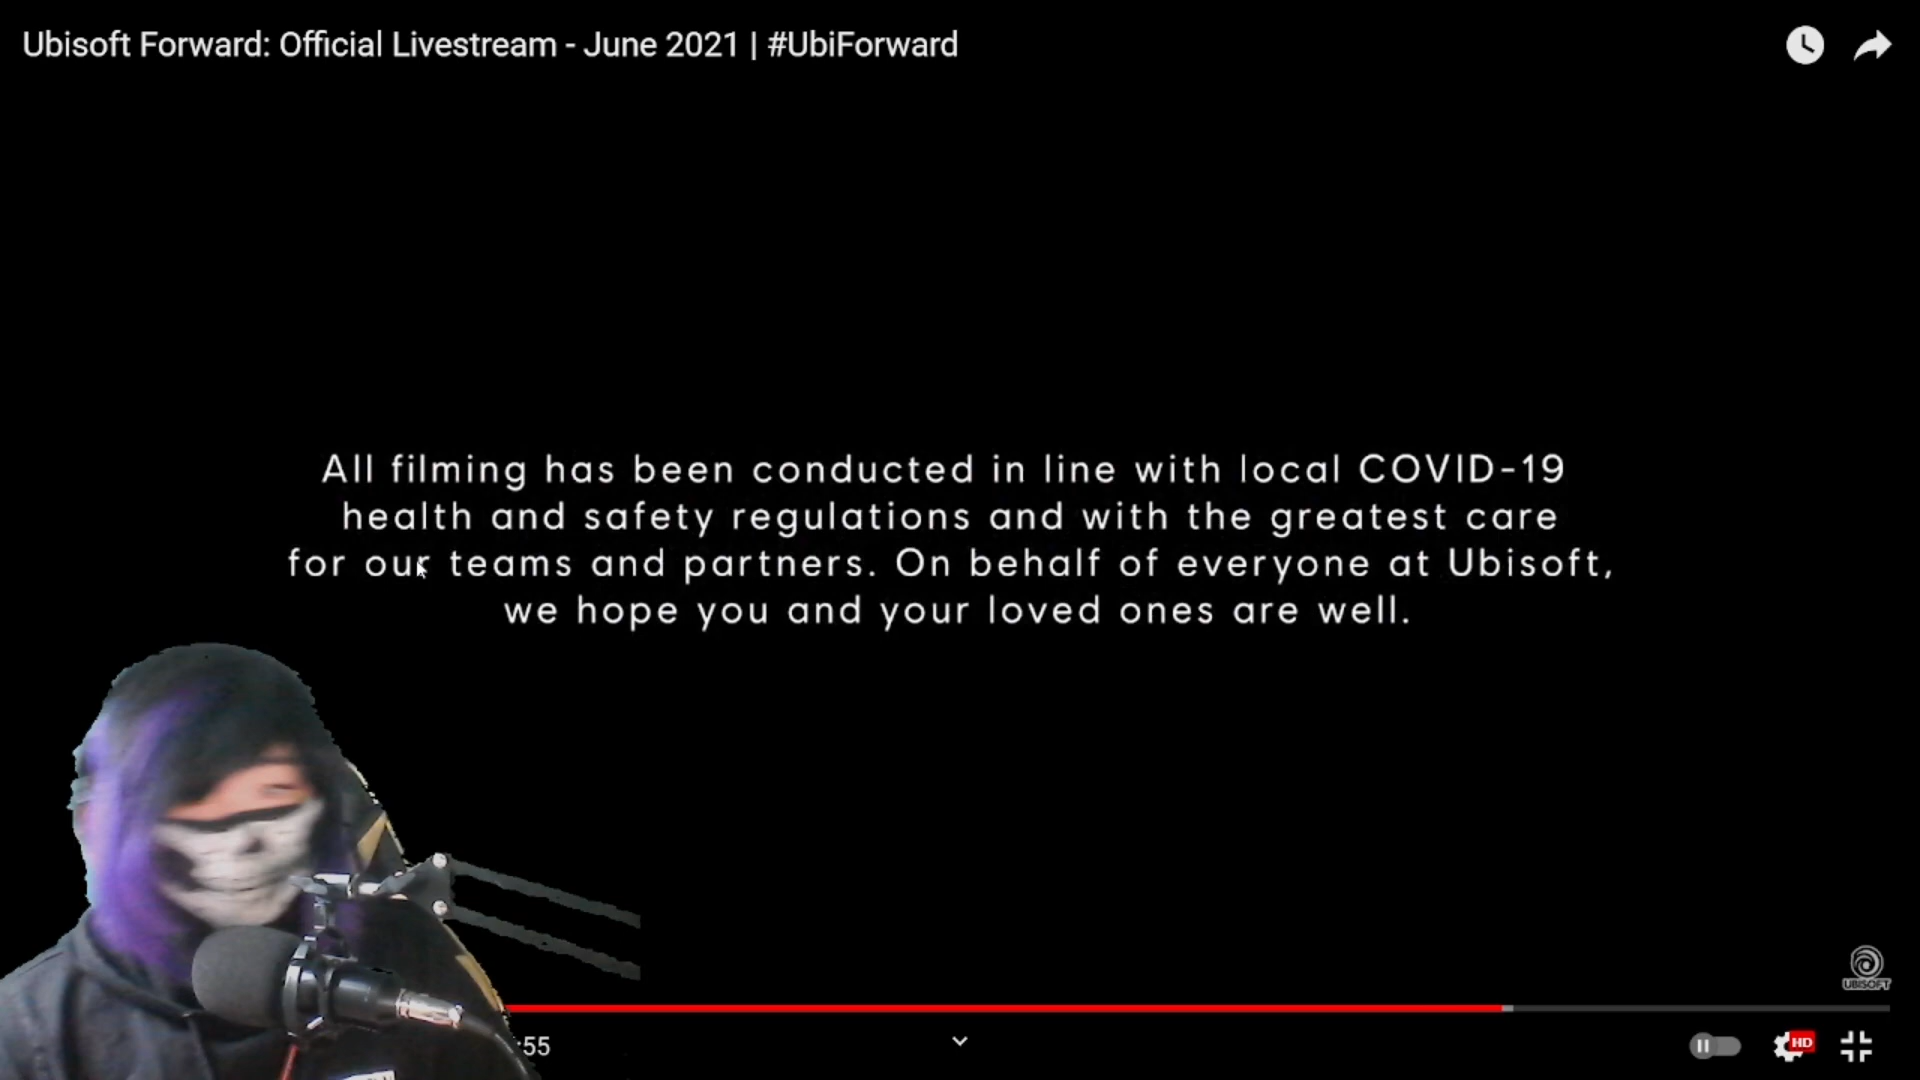 Ubisoft Forward: Official Livestream - June 2021 | #UbiForward
All filming has been conducted in line with local COVID-19
health and safety regulations and with the greatest care
for our teams and partners. On behalf of everyone at Ubisoft,
we hope you and your loved ones are well.
UBISOFT
:55
HD